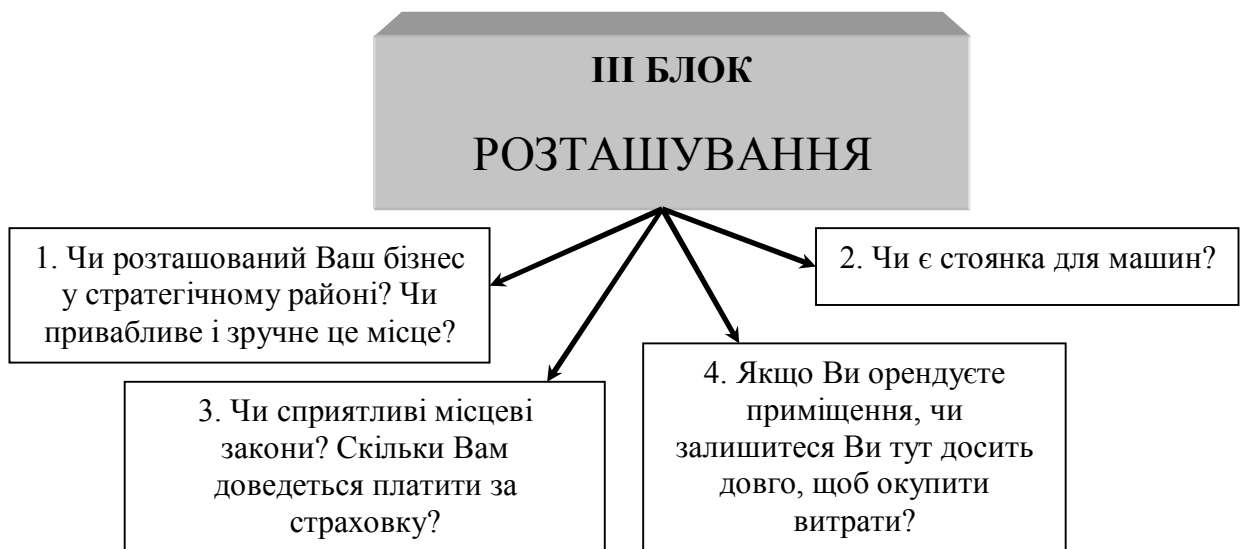 ІІІ БЛОК
РОЗТАШУВАННЯ
1. Чи розташований Ваш бізнес
у стратегічному районі? Чи
привабливе і зручне це місце?
2. Чи є стоянка для машин?
3. Чи сприятливі місцеві
закони? Скільки Вам
доведеться платити за
страховку?
4. Якщо Ви орендуєте
приміщення, чи
залишитеся Ви тут досить
довго, щоб окупити
витрати?